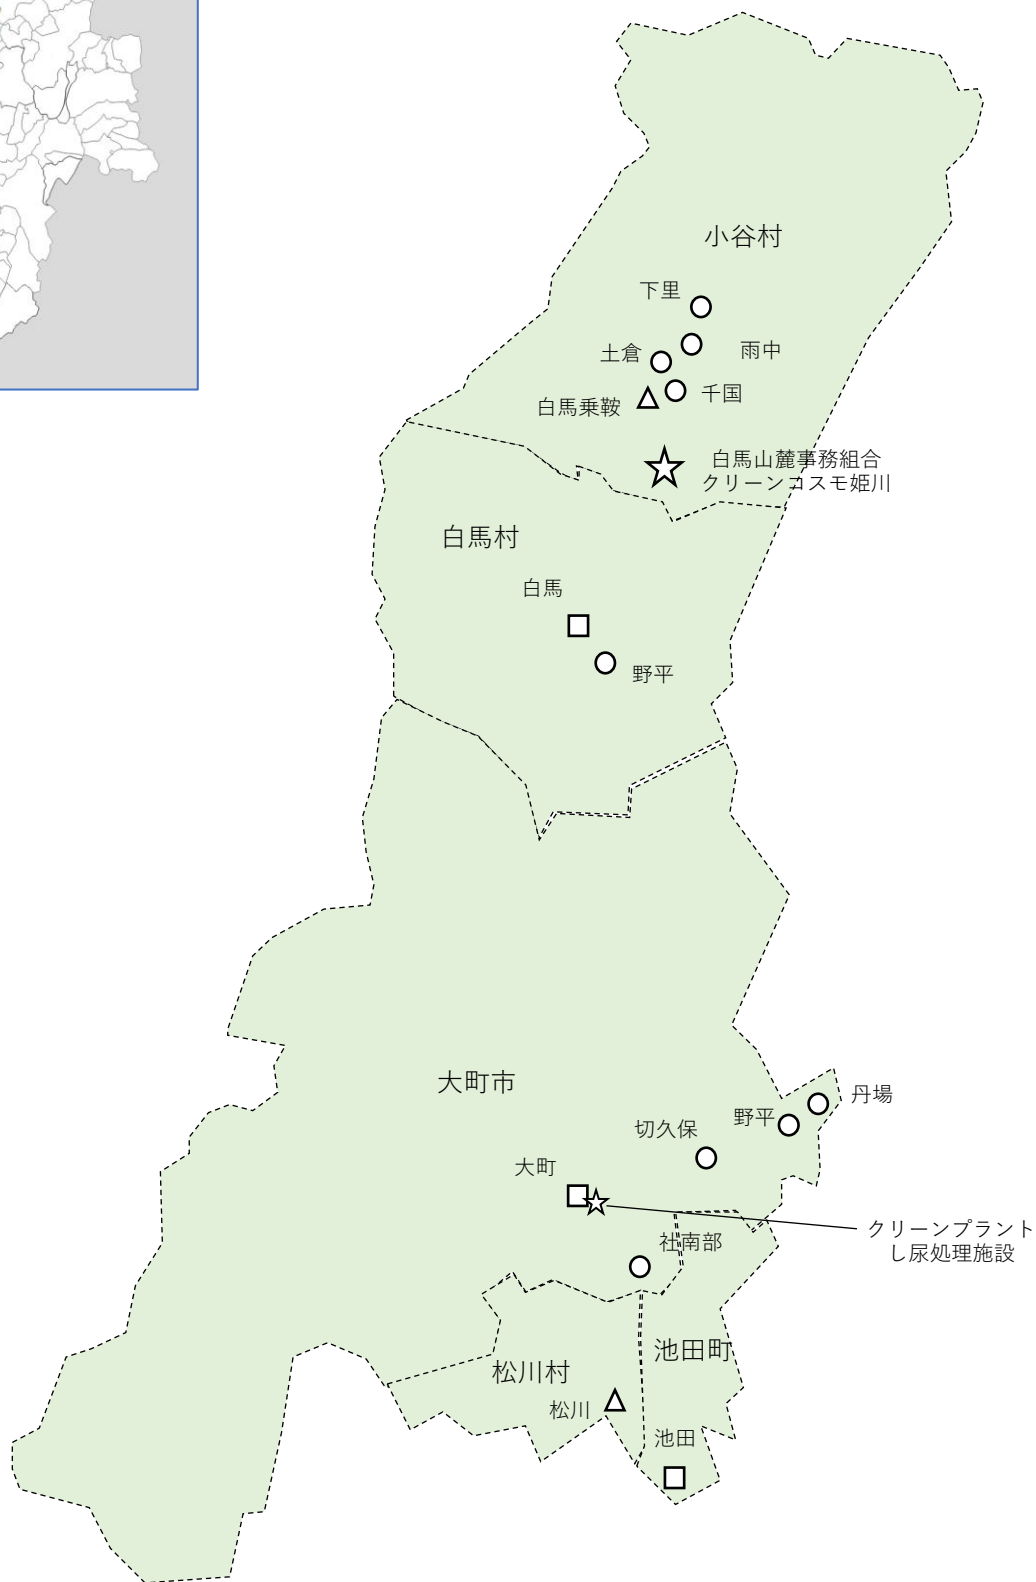 小谷村
下里
雨中
土倉
千国
白馬乗鞍
白馬山麓事務組合
クリーンコスモ姫川
白馬村
白馬
野平
大町市
丹場
野平
切久保
大町
クリーンプラント
し尿処理施設
社南部
池田町
松川村
松川
池田